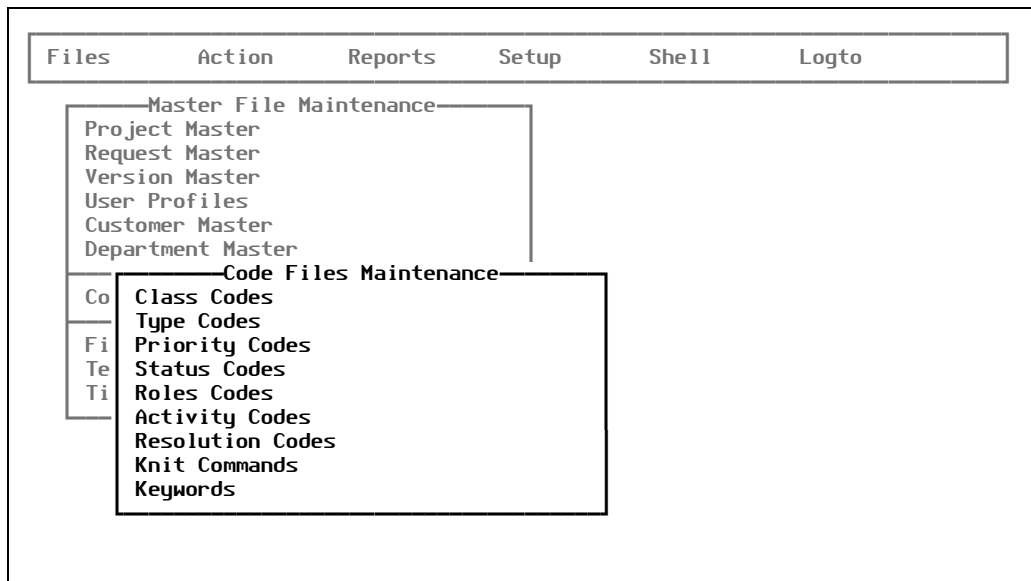 Files Action Reports Setup Shell Logto
Master File Maintenance
Project Master
Request Master
Version Master
User Profiles
Customer Master
Department Master
Code Files Maintenance
Co Class Codes
Type Codes
Fi Priority Codes
Te Status Codes
Ti Roles Codes
Activity Codes
Resolution Codes
Knit Commands
Keywords